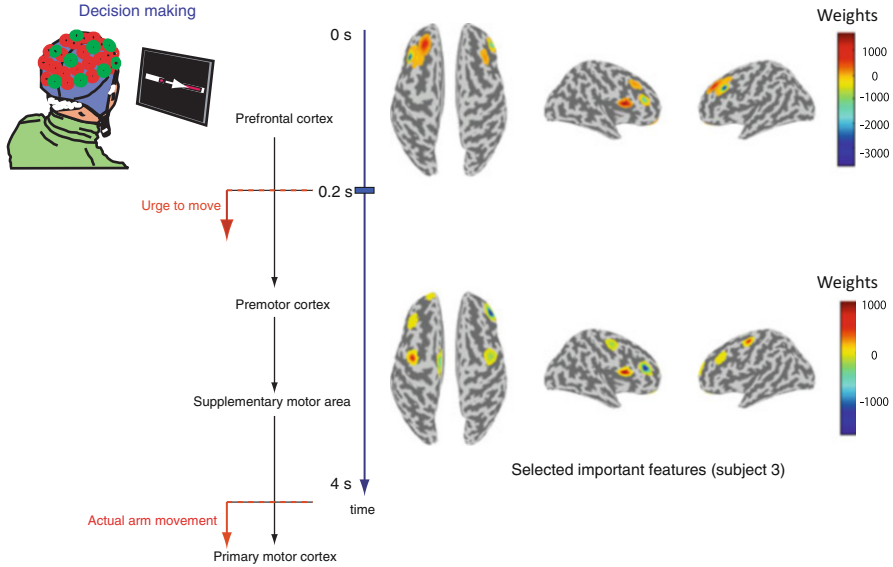 Decision making
0 s
Prefrontal cortex
0.2 s
Urge to move
Premotor cortex
Supplementary motor area
4 s
time
Actual arm movement
Primary motor cortex
Weights
1000
0
-1000
-2000
-3000
Weights
1000
0
-1000
Selected important features (subject 3)